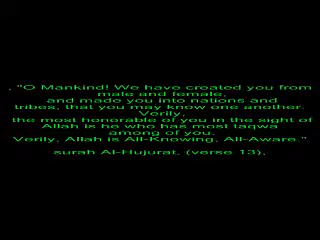 , "O Mankind! We have created you from
male and female,
and made you into nations and
tribes, that you may know one another.
Verily,
the most honorable of you in the sight of
Allah is he who has most taqwa
among of you.
Verily, Allah is All-Knowing, All-Aware."
surah Al-Hujurat, (verse 13),